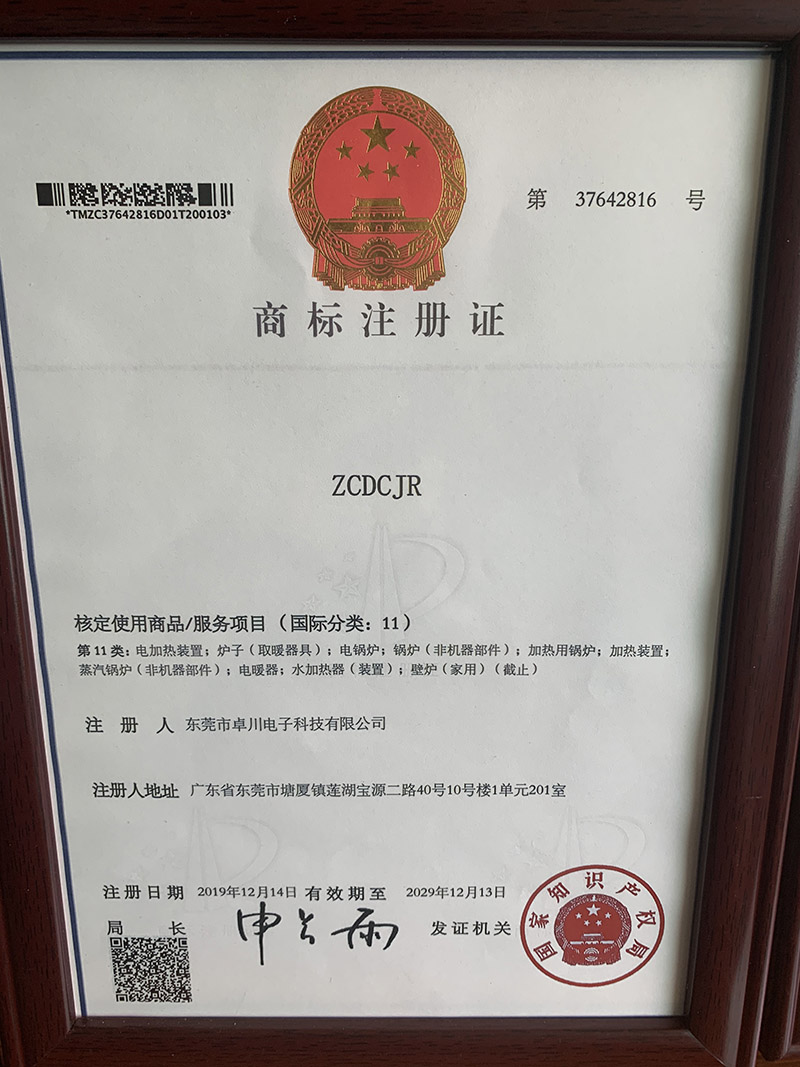 *TMZC37642816D01T200103*
第 37642816 号
商标注册证
ZCDCJR
核定使用商品/服务项目（国际分类：11）
第 11 类：电加热装置；炉子（取暖器具）；电锅炉；锅炉（非机器部件）；加热用锅炉；加热装置；
蒸汽锅炉（非机器部件）；电暖器；水加热器（装置）；壁炉（家用）（截止）
注 册 人 东莞市卓川电子科技有限公司
注册人地址 广东省东莞市塘厦镇莲湖宝源二路40号10号楼1单元201室
注册日期 2019年12月14日 有效期至 2029年12月13日
局 长 申长雨 发证机关
国家知识产权局